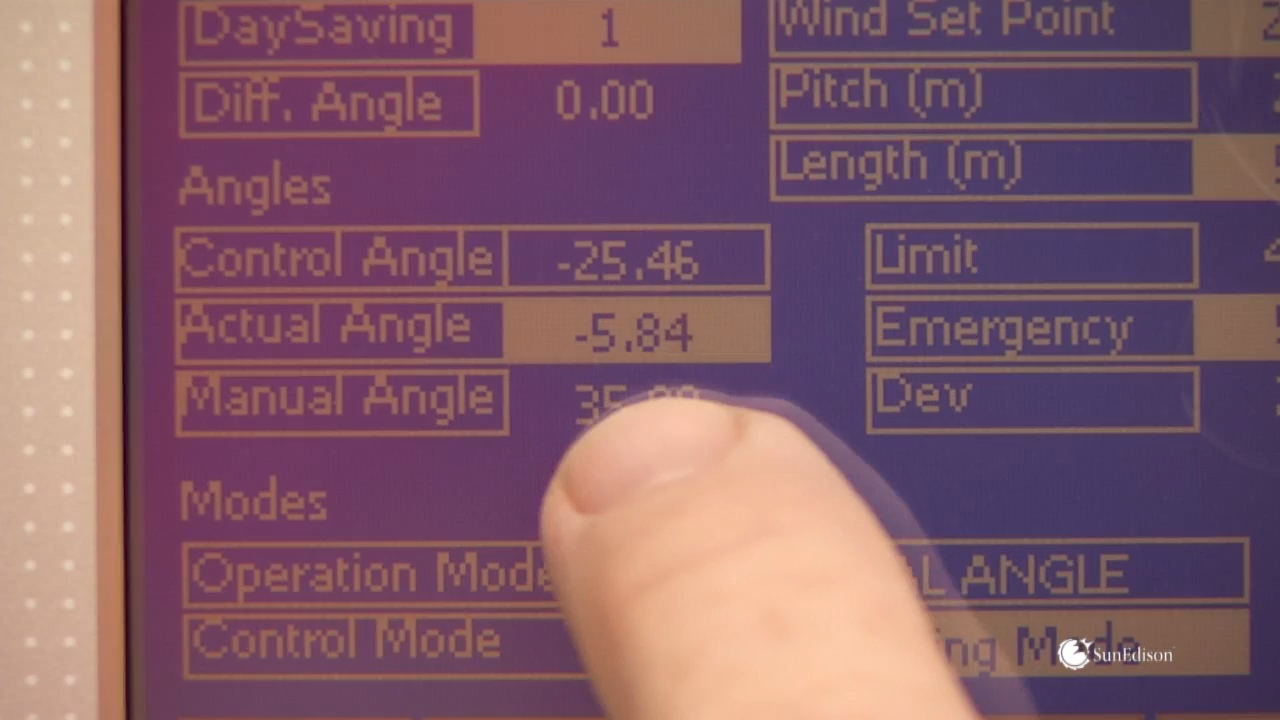 DaySaving 1
Diff. Angle 0.00
Angles
Control Angle -25.46
Actual Angle -5.84
Manual Angle
Modes
Operation Mode ANGLE
Control Mode Mode
Wind Set Point
Pitch (m)
Length (m)
Limit
Emergency
Dev
SunEdison